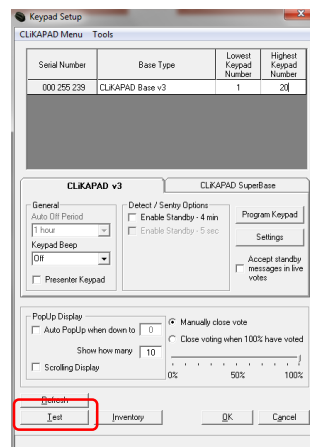 Keypad Setup
CLiKAPAD Menu Tools
Serial Number Base Type Lowest Keypad Number Highest Keypad Number
000 255 239 CLiKAPAD Base v3 1 20
CLiKAPAD v3 CLiKAPAD SuperBase
General
Auto Off Period
1 hour
Keypad Beep
Off
Presenter Keypad
Detect / Sentry Options
Enable Standby - 4 min
Enable Standby - 5 sec
Program Keypad
Settings
Accept standby messages in live votes
PopUp Display
Auto PopUp when down to 0
Show how many 10
Scrolling Display
Manually close vote
Close voting when 100% have voted
0% 50% 100%
Refresh
Test Inventory OK Cancel